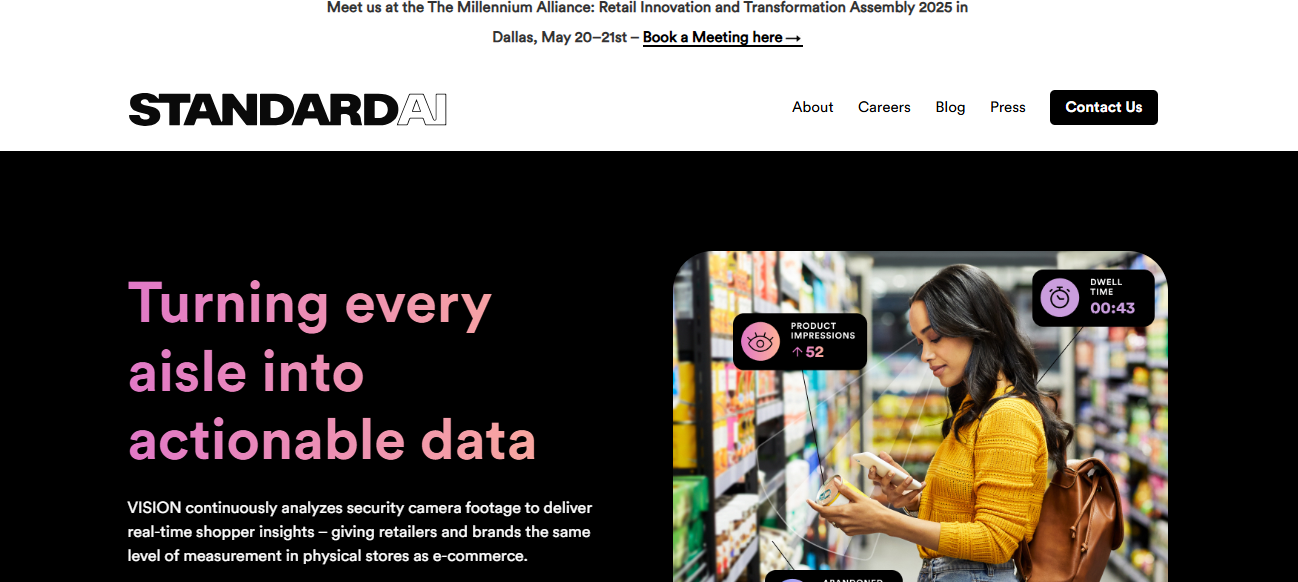 Meet us at the The Millennium Alliance: Retail Innovation and Transformation Assembly 2025 in
Dallas, May 20–21st – Book a Meeting here →
STANDARDAI
About Careers Blog Press Contact Us
Turning every
aisle into
actionable data
VISION continuously analyzes security camera footage to deliver
real-time shopper insights – giving retailers and brands the same
level of measurement in physical stores as e-commerce.
DWELL
TIME
00:43
PRODUCT
IMPRESSIONS
↑52
ABANDONED